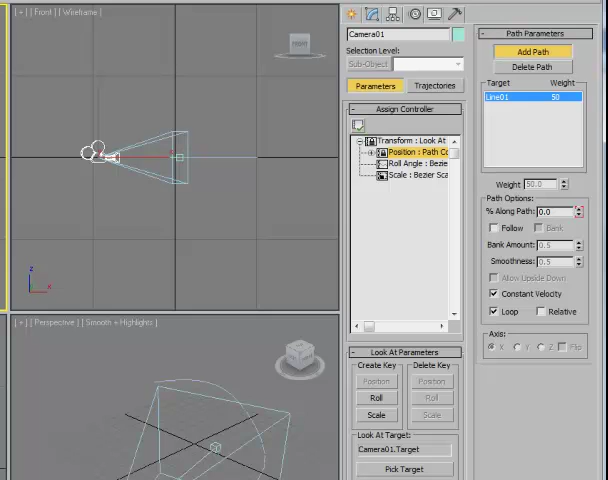 [ + ] [ Front ] [ Wireframe ]
FRONT
z
x
[ + ] [ Perspective ] [ Smooth + Highlights ]
Camera01
Selection Level:
Sub-Object
Parameters
Trajectories
- Assign Controller
Transform : Look At
Position : Path Co
Roll Angle : Bezie
Scale : Bezier Sca
- Look At Parameters
Create Key
Delete Key
Position
Position
Roll
Roll
Scale
Scale
Look At Target:
Camera01.Target
Pick Target
- Path Parameters
Add Path
Delete Path
Target
Weight
Line01
50
Weight
50.0
Path Options:
% Along Path:
0.0
Follow
Bank
Bank Amount:
0.5
Smoothness:
0.5
Allow Upside Down
Constant Velocity
Loop
Relative
Axis:
X
Y
Z
Flip